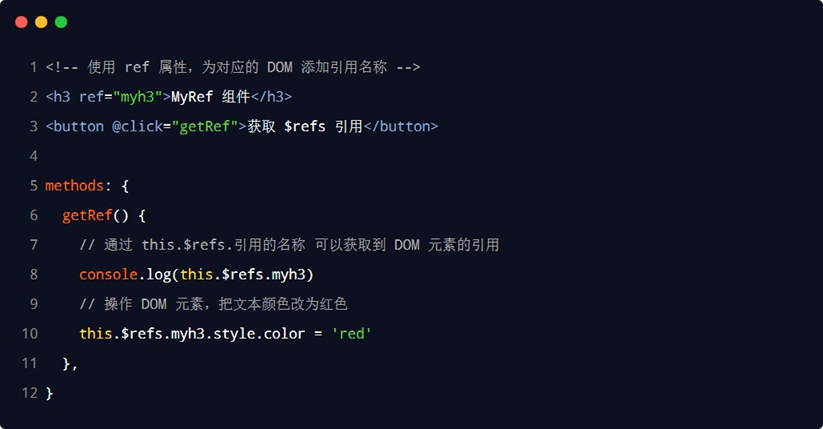 1 <!-- 使用 ref 属性，为对应的 DOM 添加引用名称 -->
2 <h3 ref="myh3">MyRef 组件</h3>
3 <button @click="getRef">获取 $refs 引用</button>
4
5 methods: {
6   getRef() {
7     // 通过 this.$refs.引用的名称 可以获取到 DOM 元素的引用
8     console.log(this.$refs.myh3)
9     // 操作 DOM 元素，把文本颜色改为红色
10     this.$refs.myh3.style.color = 'red'
11   },
12 }